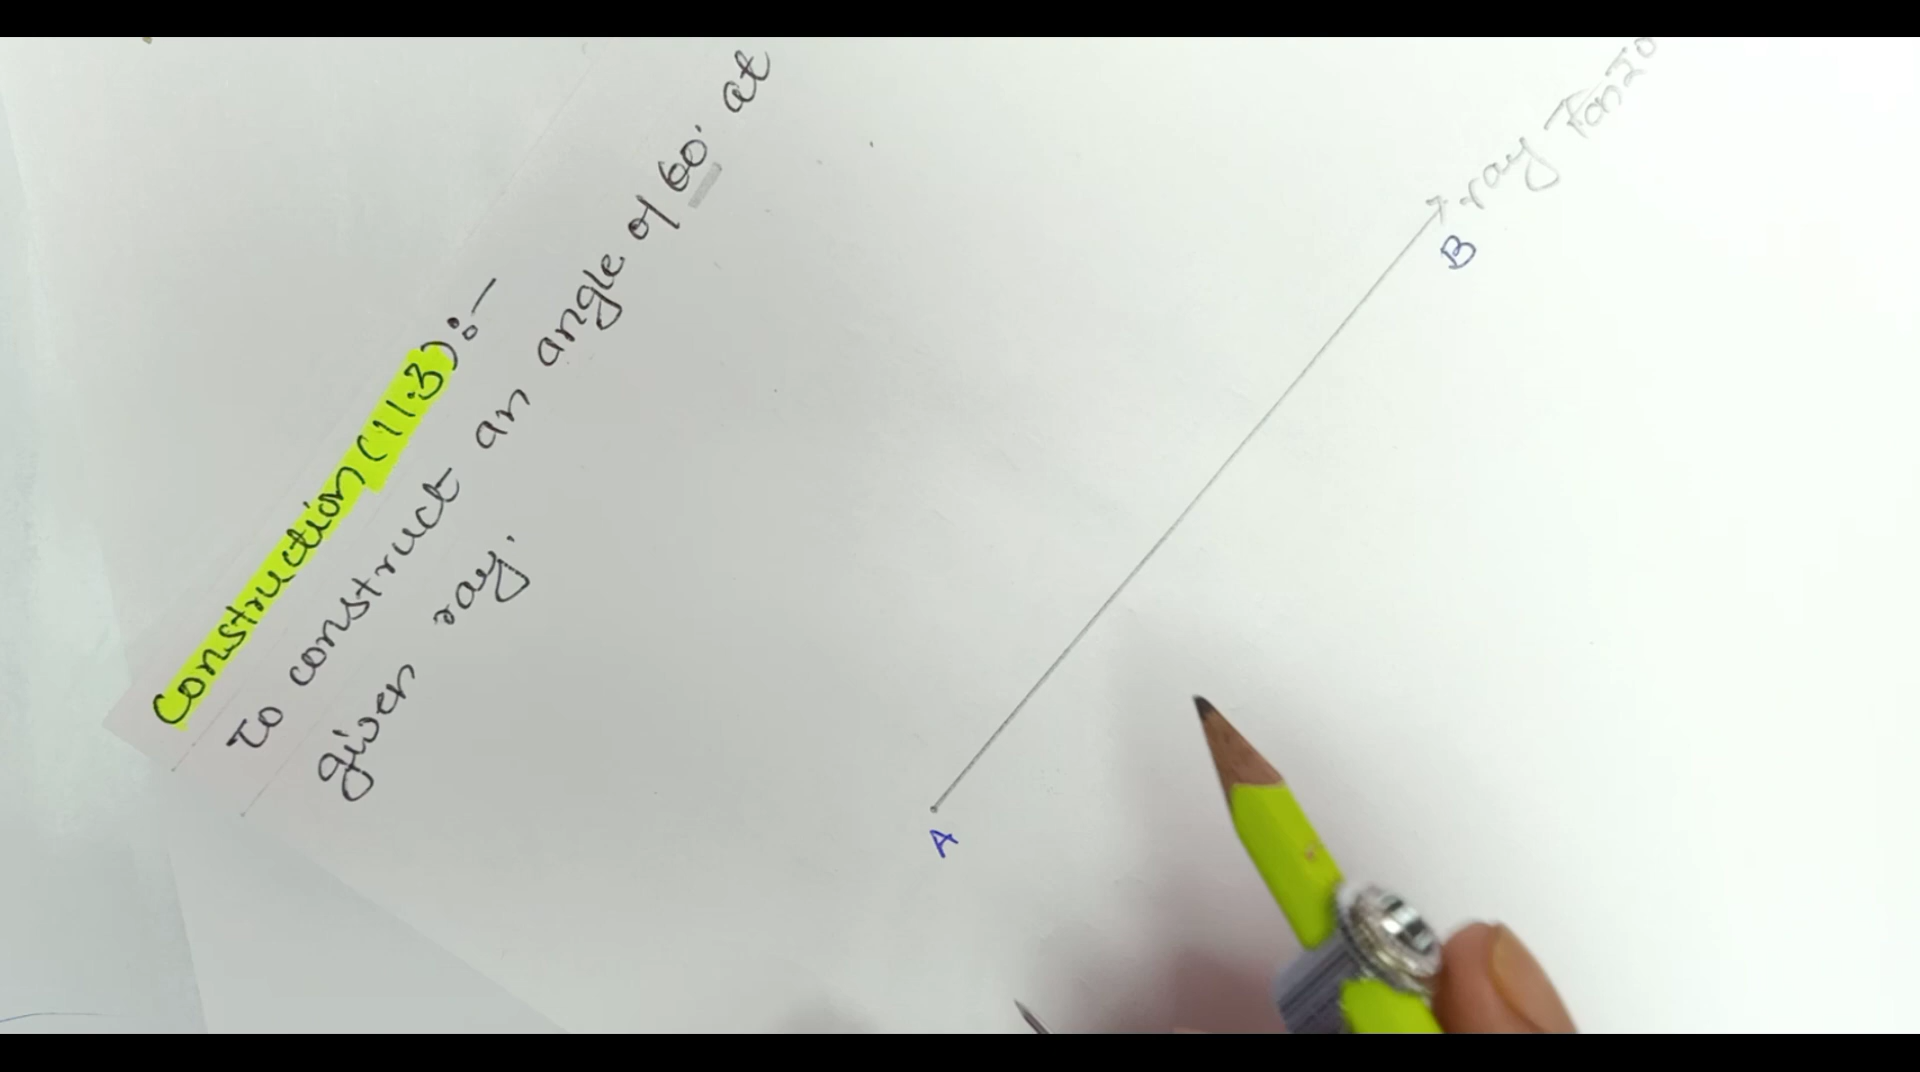 Construction (11.3):-
To construct an angle of 60° at
given ray.
A
B
ray